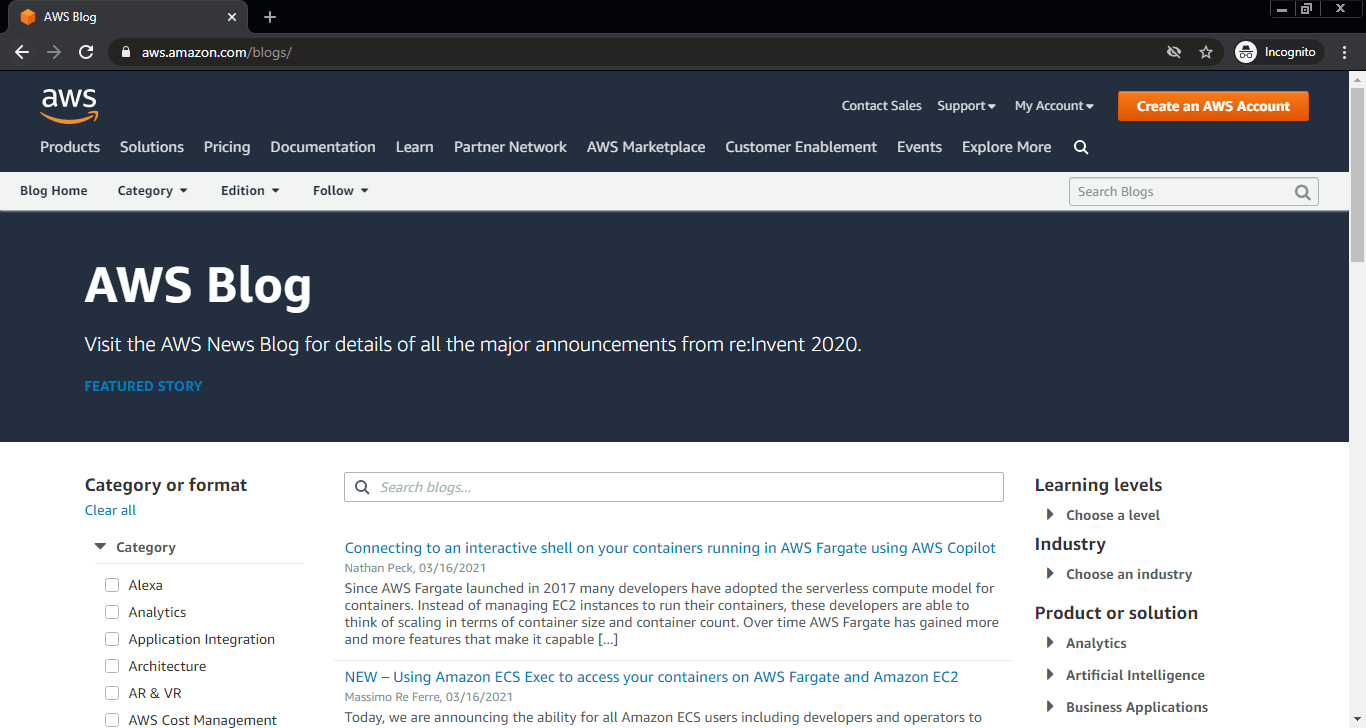 AWS Blog
aws.amazon.com/blogs/
Incognito
aws
Contact Sales Support My Account Create an AWS Account
Products Solutions Pricing Documentation Learn Partner Network AWS Marketplace Customer Enablement Events Explore More
Blog Home Category Edition Follow Search Blogs
AWS Blog
Visit the AWS News Blog for details of all the major announcements from re:Invent 2020.
FEATURED STORY
Category or format
Clear all
Category
Alexa
Analytics
Application Integration
Architecture
AR & VR
AWS Cost Management
Search blogs...
Connecting to an interactive shell on your containers running in AWS Fargate using AWS Copilot
Nathan Peck, 03/16/2021
Since AWS Fargate launched in 2017 many developers have adopted the serverless compute model for
containers. Instead of managing EC2 instances to run their containers, these developers are able to
think of scaling in terms of container size and container count. Over time AWS Fargate has gained more
and more features that make it capable [...]
NEW – Using Amazon ECS Exec to access your containers on AWS Fargate and Amazon EC2
Massimo Re Ferre, 03/16/2021
Today, we are announcing the ability for all Amazon ECS users including developers and operators to
Learning levels
Choose a level
Industry
Choose an industry
Product or solution
Analytics
Artificial Intelligence
Business Applications